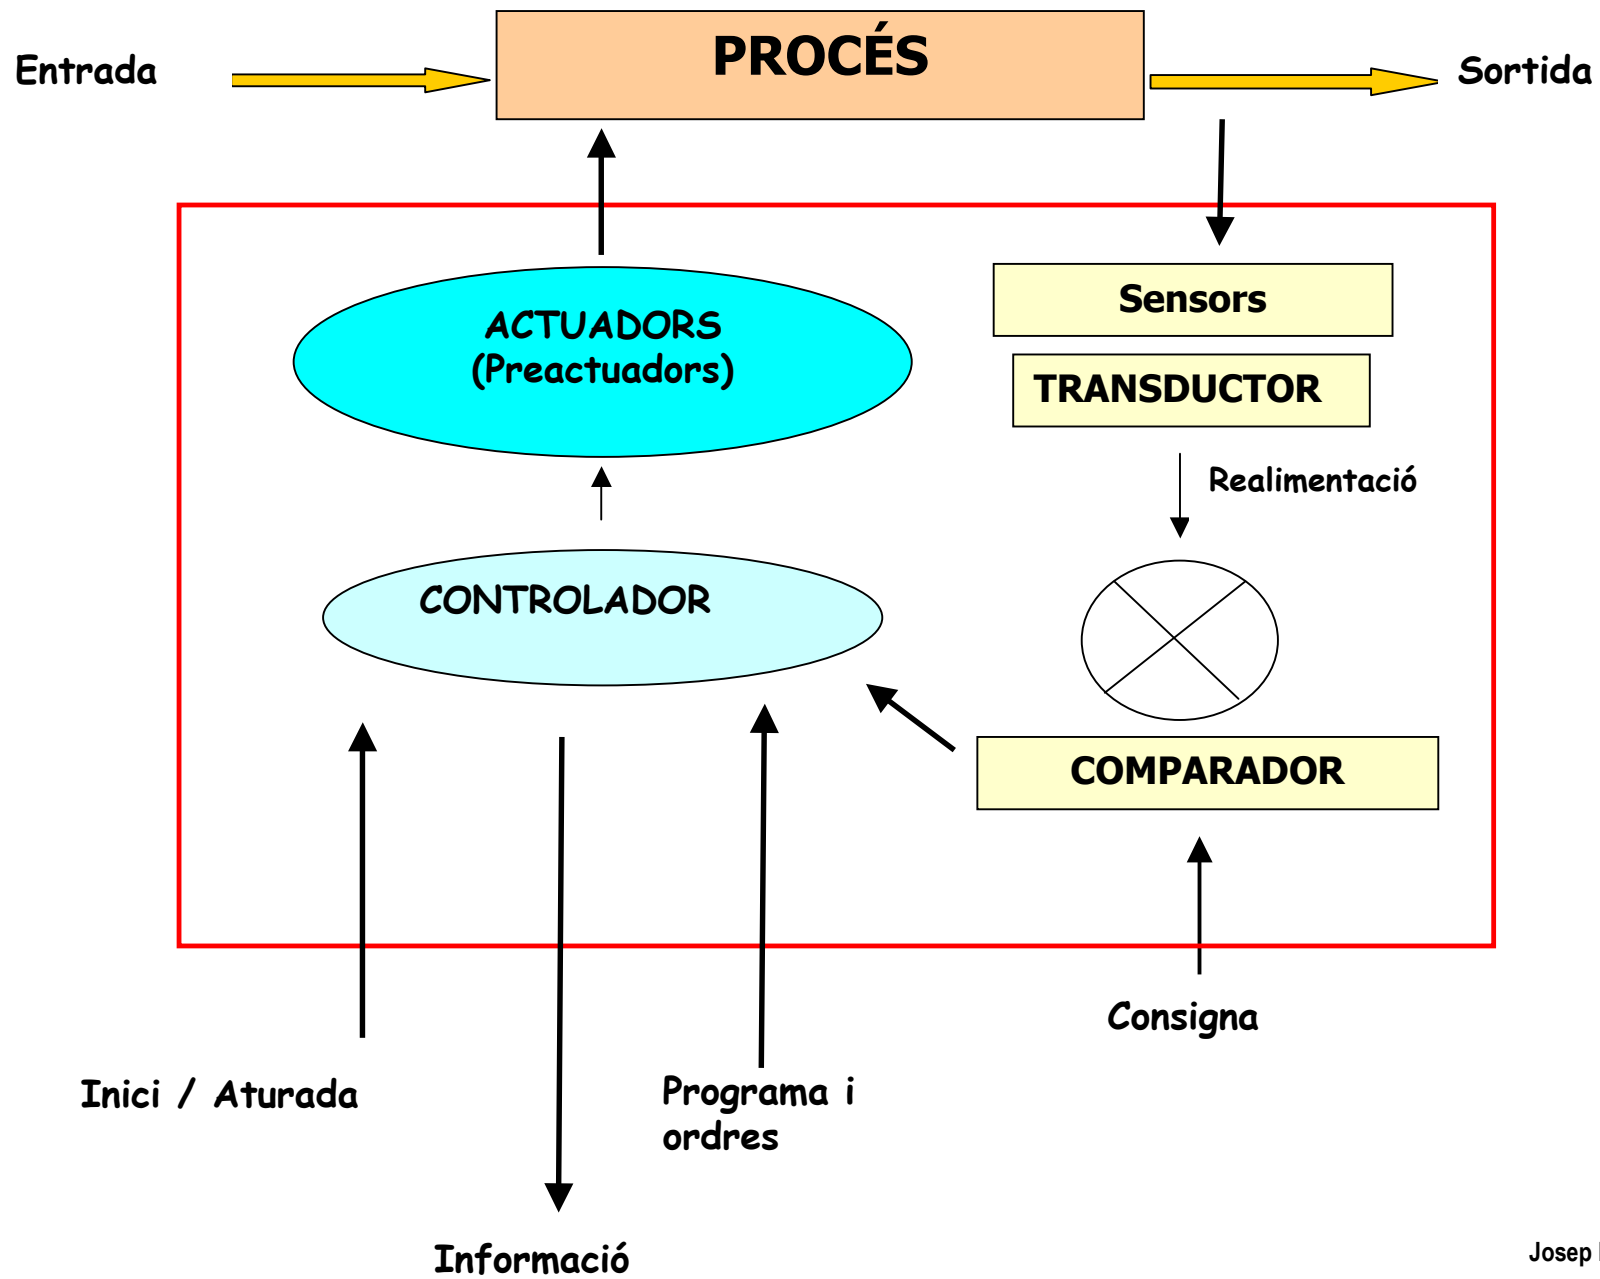 PROCÉS
Entrada
Sortida
ACTUADORS
(Preactuadors)
Sensors
TRANSDUCTOR
Realimentació
CONTROLADOR
COMPARADOR
Consigna
Inici / Aturada
Programa i
ordres
Informació
Josep